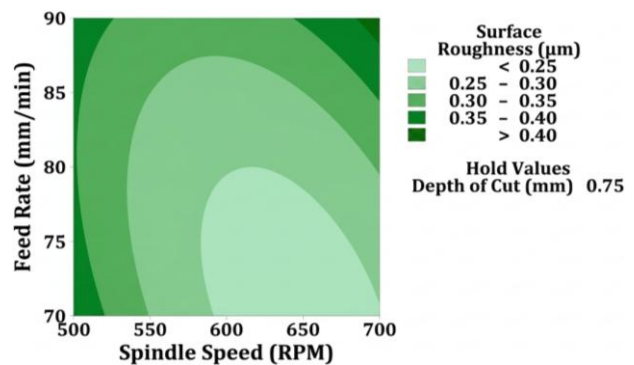 90
85
80
75
70
500
550
600
650
700
Feed Rate (mm/min)
Spindle Speed (RPM)
Surface
Roughness (μm)
< 0.25
0.25 – 0.30
0.30 – 0.35
0.35 – 0.40
> 0.40
Hold Values
Depth of Cut (mm) 0.75